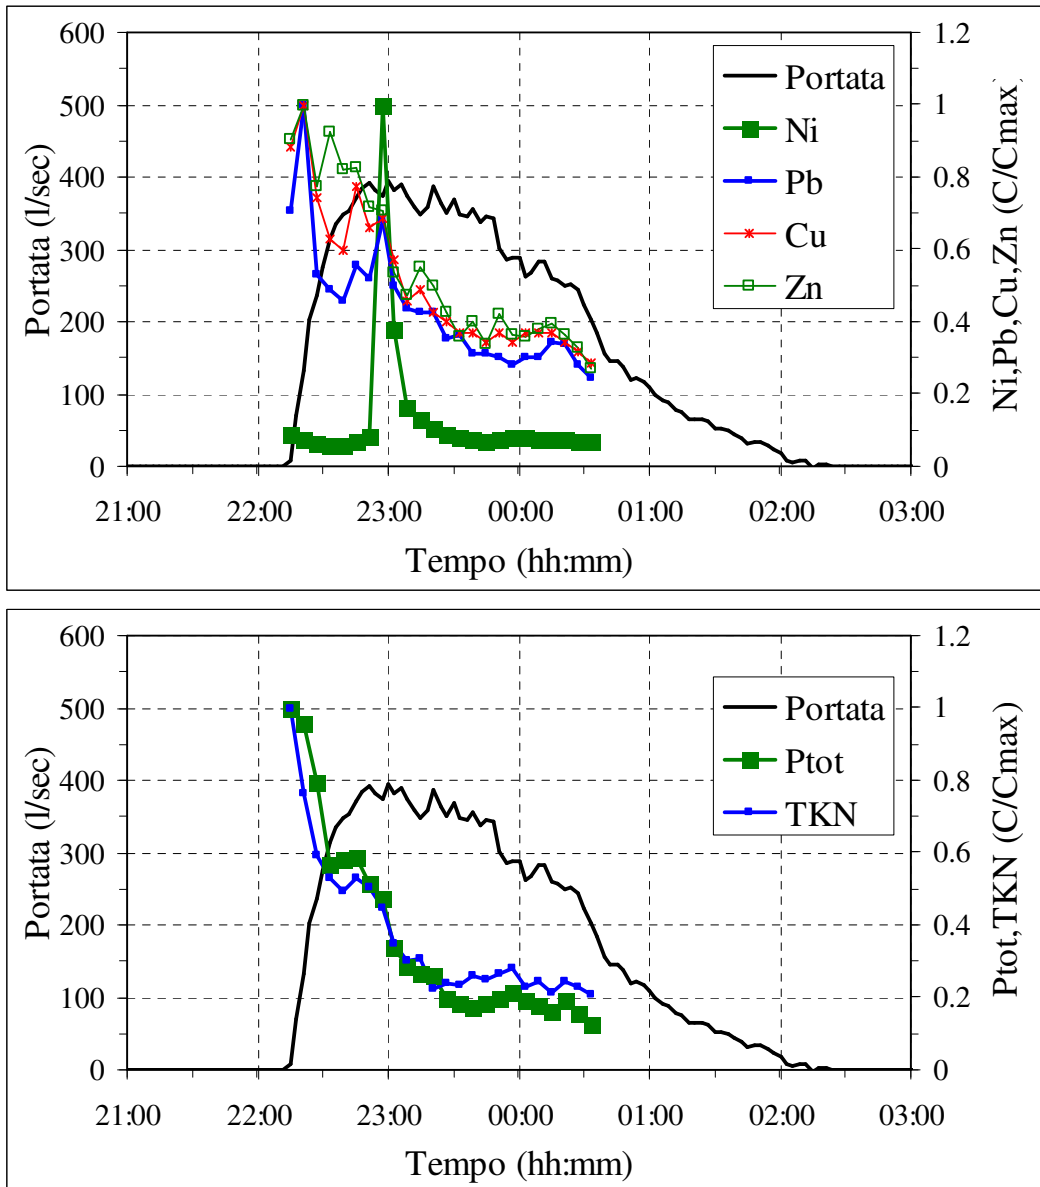 600
500
400
300
200
100
0
Portata (l/sec)
1.2
1
0.8
0.6
0.4
0.2
0
Ni,Pb,Cu,Zn (C/Cmax)
Portata
Ni
Pb
Cu
Zn
21:00 22:00 23:00 00:00 01:00 02:00 03:00
Tempo (hh:mm)
600
500
400
300
200
100
0
Portata (l/sec)
1.2
1
0.8
0.6
0.4
0.2
0
Ptot,TKN (C/Cmax)
Portata
Ptot
TKN
21:00 22:00 23:00 00:00 01:00 02:00 03:00
Tempo (hh:mm)